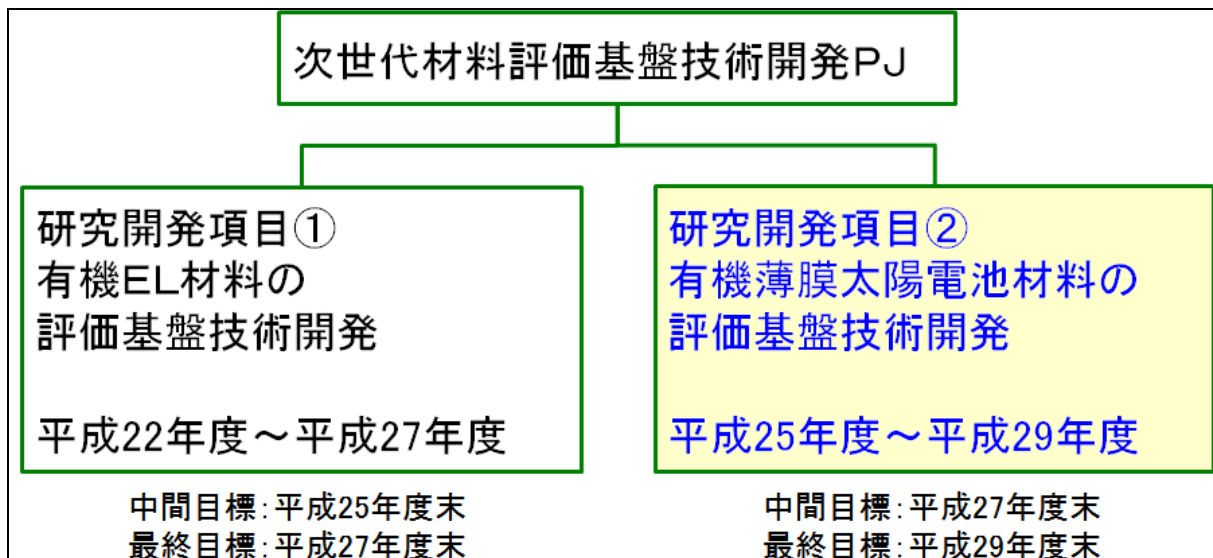 次世代材料評価基盤技術開発PJ
研究開発項目①
有機EL材料の
評価基盤技術開発
平成22年度~平成27年度
中間目標:平成25年度末
最終目標:平成27年度末
研究開発項目②
有機薄膜太陽電池材料の
評価基盤技術開発
平成25年度~平成29年度
中間目標:平成27年度末
最終目標:平成29年度末